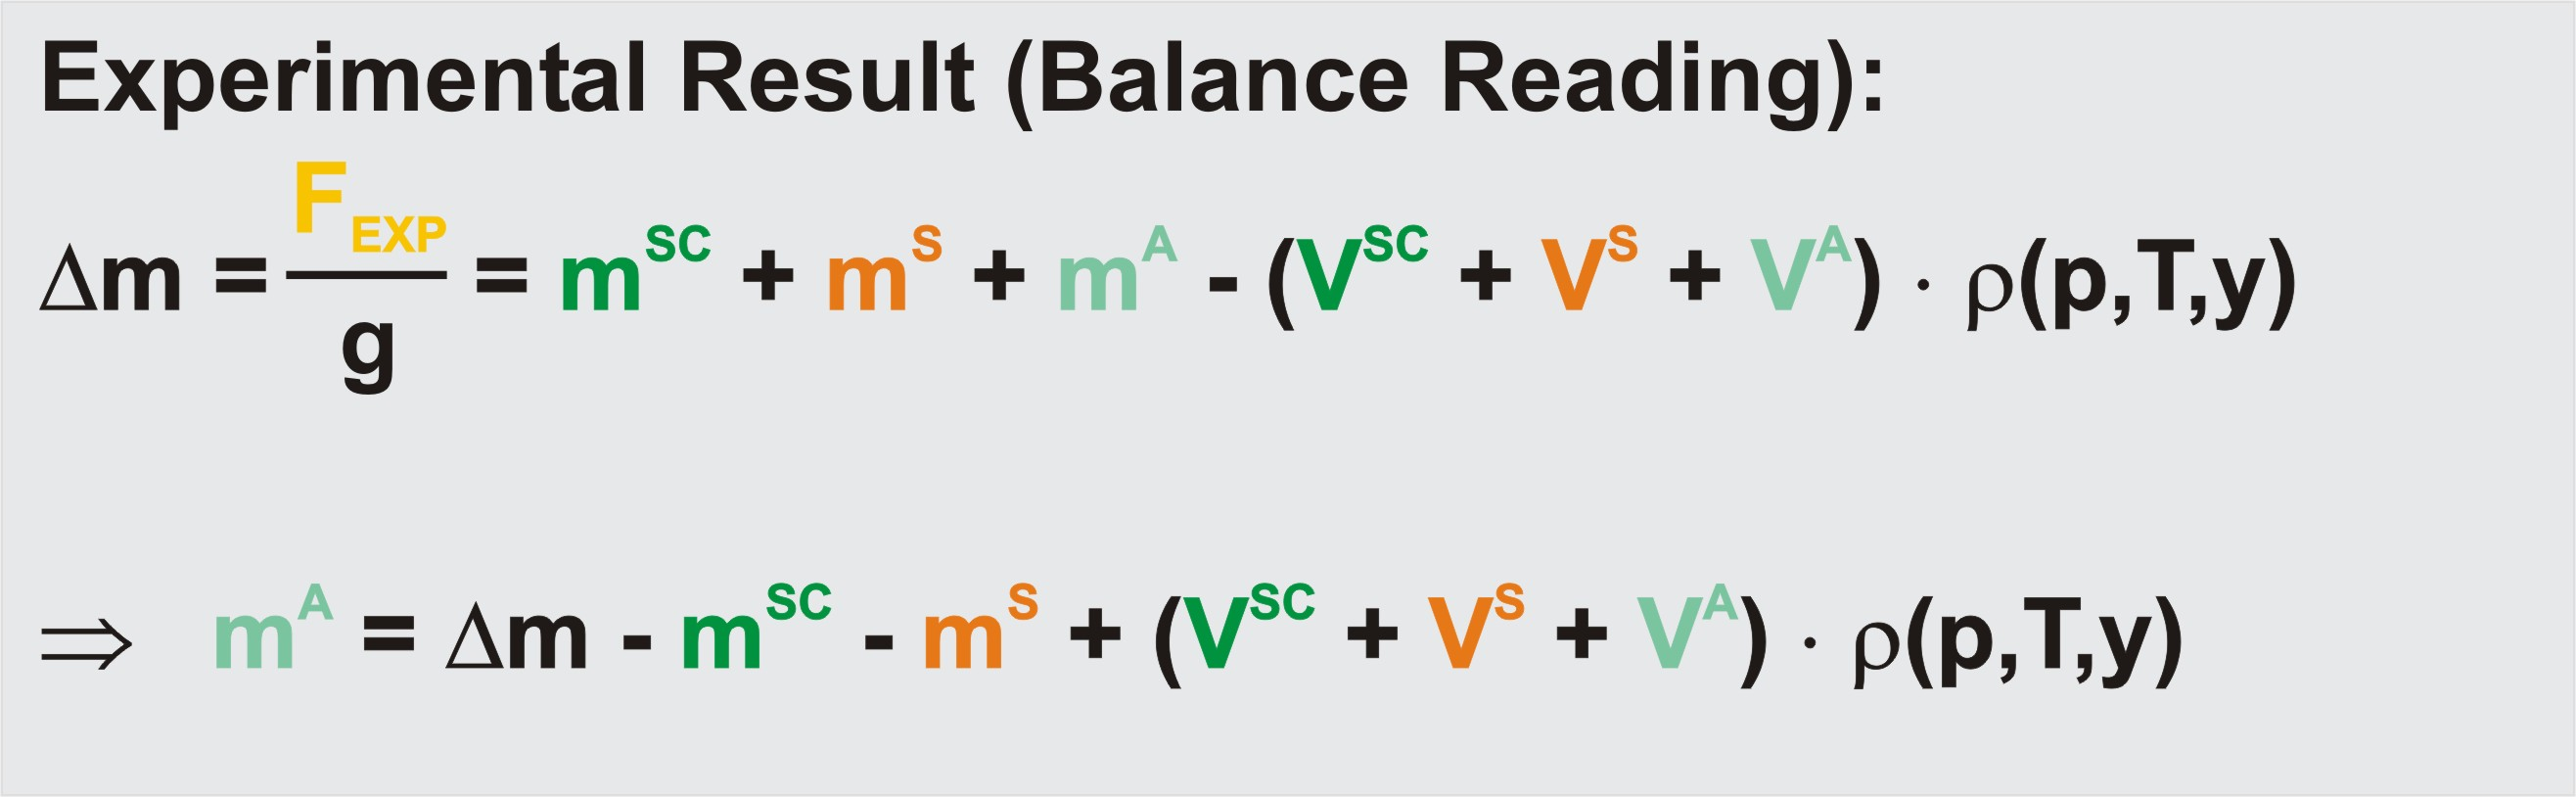 Experimental Result (Balance Reading):
Δm = F_EXP / g = m^SC + m^S + m^A - (V^SC + V^S + V^A) · ρ(p,T,y)
⇒ m^A = Δm - m^SC - m^S + (V^SC + V^S + V^A) · ρ(p,T,y)